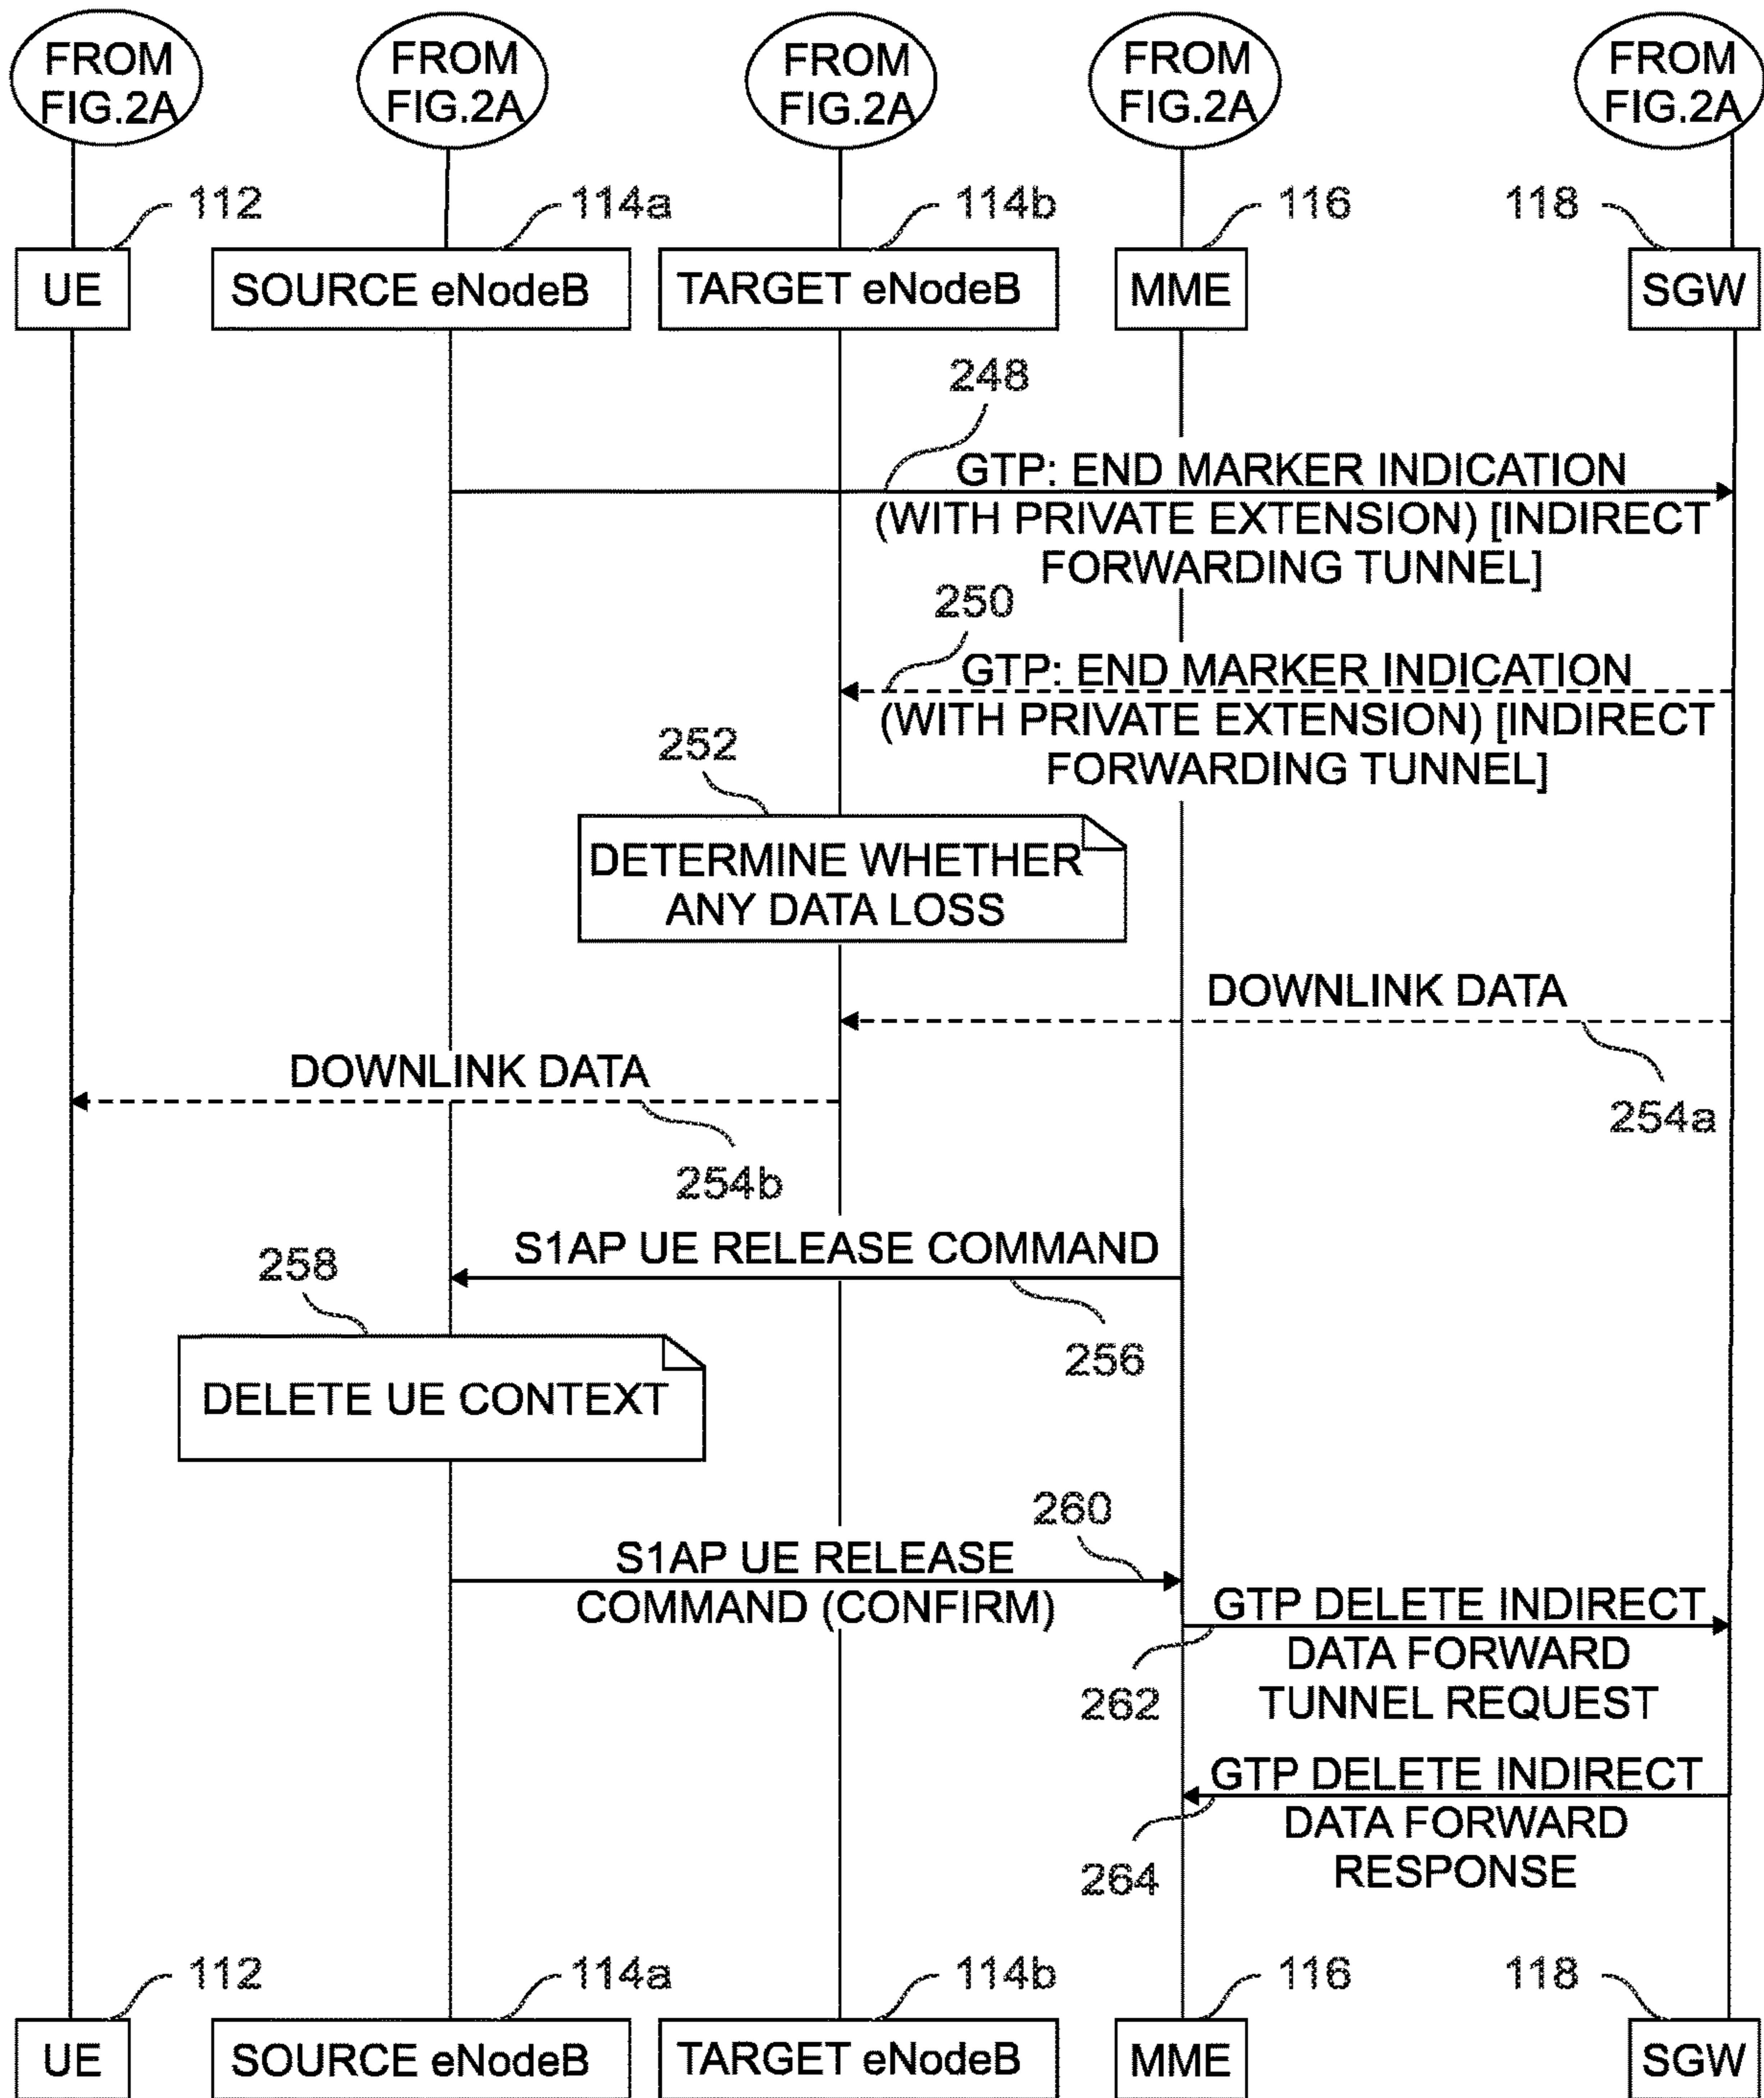 FROM
FIG.2A
FROM
FIG.2A
FROM
FIG.2A
FROM
FIG.2A
FROM
FIG.2A
112
114a
114b
116
118
UE
SOURCE eNodeB
TARGET eNodeB
MME
SGW
248
GTP: END MARKER INDICATION
(WITH PRIVATE EXTENSION) [INDIRECT
FORWARDING TUNNEL]
250
GTP: END MARKER INDICATION
(WITH PRIVATE EXTENSION) [INDIRECT
FORWARDING TUNNEL]
252
DETERMINE WHETHER
ANY DATA LOSS
DOWNLINK DATA
254a
DOWNLINK DATA
254b
S1AP UE RELEASE COMMAND
256
258
DELETE UE CONTEXT
260
S1AP UE RELEASE
COMMAND (CONFIRM)
GTP DELETE INDIRECT
DATA FORWARD
TUNNEL REQUEST
262
GTP DELETE INDIRECT
DATA FORWARD
RESPONSE
264
112
114a
114b
116
118
UE
SOURCE eNodeB
TARGET eNodeB
MME
SGW